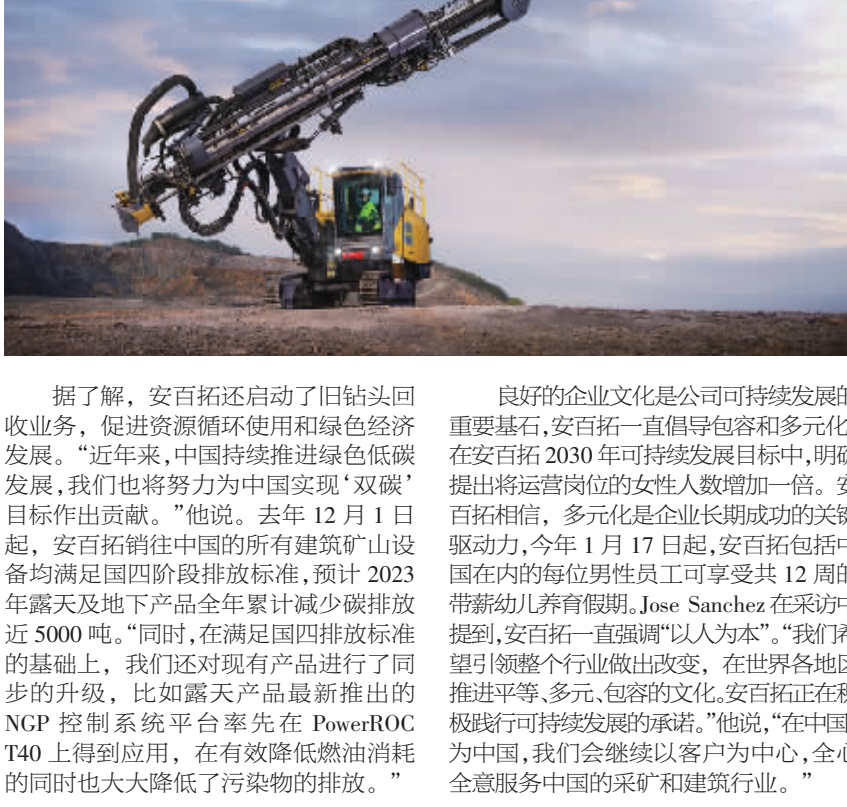 据了解，安百拓还启动了旧钻头回
收业务，促进资源循环使用和绿色经济
发展。“近年来,中国持续推进绿色低碳
发展,我们也将努力为中国实现‘双碳’
目标作出贡献。”他说。去年 12 月 1 日
起，安百拓销往中国的所有建筑矿山设
备均满足国四阶段排放标准,预计 2023
年露天及地下产品全年累计减少碳排放
近 5000 吨。“同时,在满足国四排放标准
的基础上，我们还对现有产品进行了同
步的升级，比如露天产品最新推出的
NGP 控制系统平台率先在 PowerROC
T40 上得到应用，在有效降低燃油消耗
的同时也大大降低了污染物的排放。”
良好的企业文化是公司可持续发展的
重要基石,安百拓一直倡导包容和多元化
在安百拓 2030 年可持续发展目标中,明确
提出将运营岗位的女性人数增加一倍。安
百拓相信，多元化是企业长期成功的关键
驱动力,今年 1 月 17 日起,安百拓包括中
国在内的每位男性员工可享受共 12 周的
带薪幼儿养育假期。Jose Sanchez 在采访中
提到,安百拓一直强调“以人为本”。“我们希
望引领整个行业做出改变，在世界各地区
推进平等、多元、包容的文化。安百拓正在积
极践行可持续发展的承诺。”他说,“在中国
为中国,我们会继续以客户为中心,全心
全意服务中国的采矿和建筑行业。”